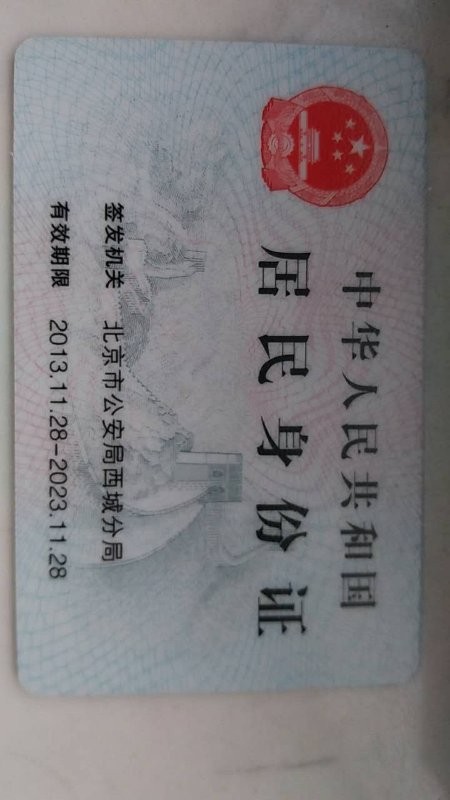 中华人民共和国
居民身份证
签发机关 北京市公安局西城分局
有效期限 2013.11.28-2023.11.28